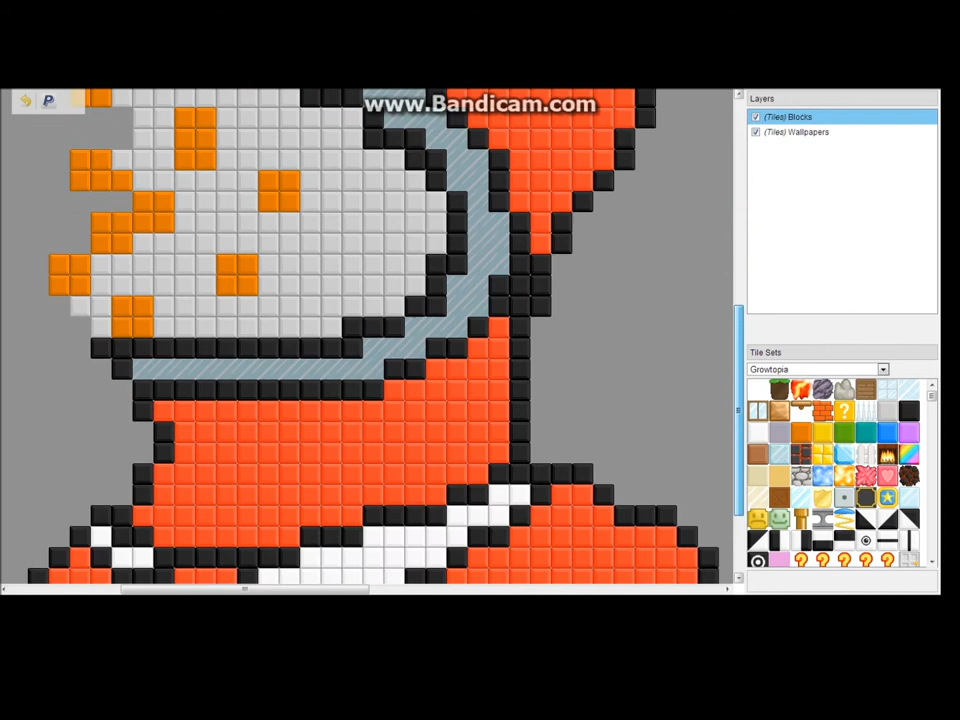 www.Bandicam.com
Layers
(Tiles) Blocks
(Tiles) Wallpapers
Tile Sets
Growtopia